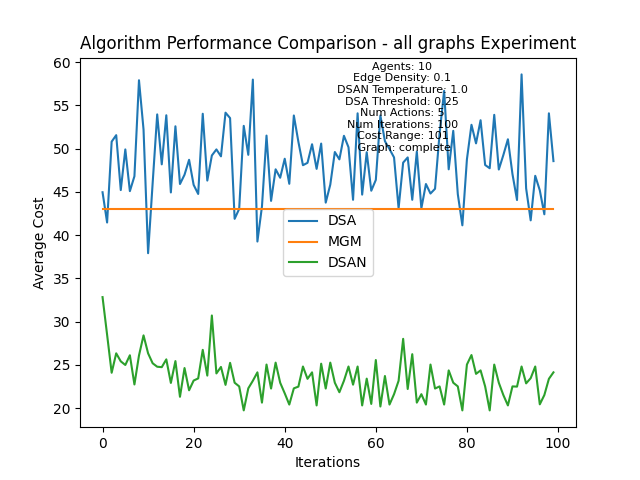 Algorithm Performance Comparison - all graphs Experiment
Agents: 10
Edge Density: 0.1
DSAN Temperature: 1.0
DSA Threshold: 0.25
Num Actions: 5
Num Iterations: 100
Cost Range: 101
Graph: complete
60
55
50
45
40
35
30
25
20
Average Cost
DSA
MGM
DSAN
0
20
40
60
80
100
Iterations